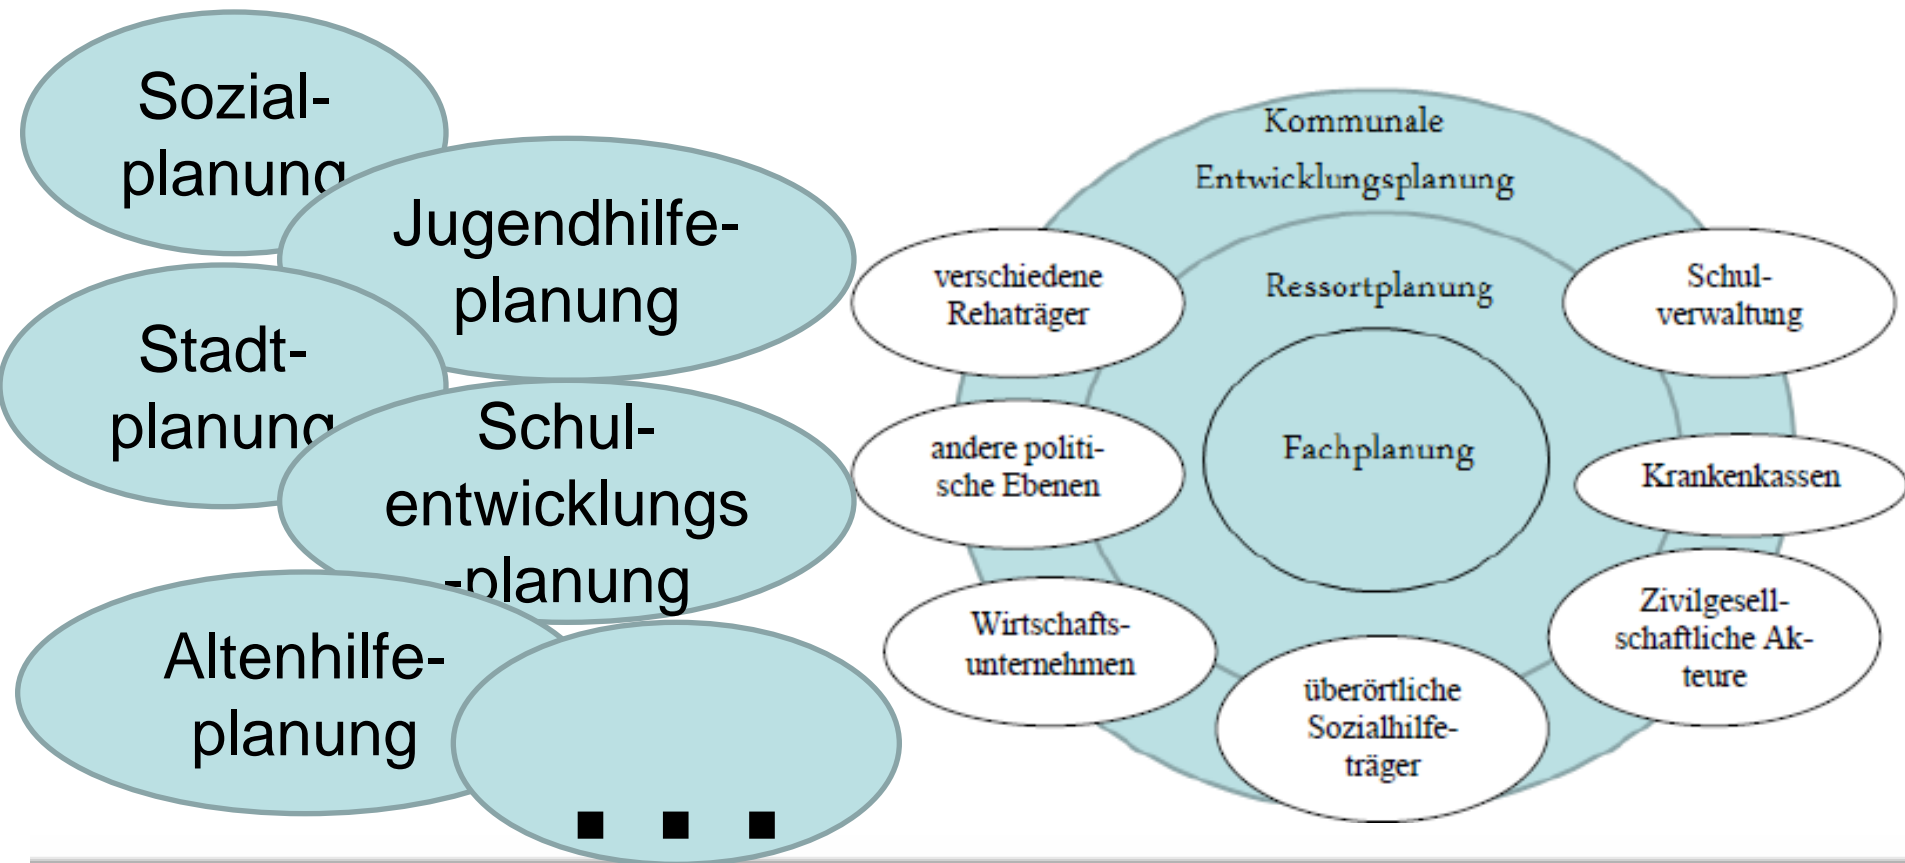 Sozial-
planung
Jugendhilfe-
planung
Stadt-
planung
Schul-
entwicklungs
-planung
Altenhilfe-
planung
...
Kommunale
Entwicklungsplanung
Ressortplanung
Fachplanung
verschiedene
Rehaträger
andere politi-
sche Ebenen
Wirtschafts-
unternehmen
überörtliche
Sozialhilfe-
träger
Zivilgesell-
schaftliche Ak-
teure
Krankenkassen
Schul-
verwaltung